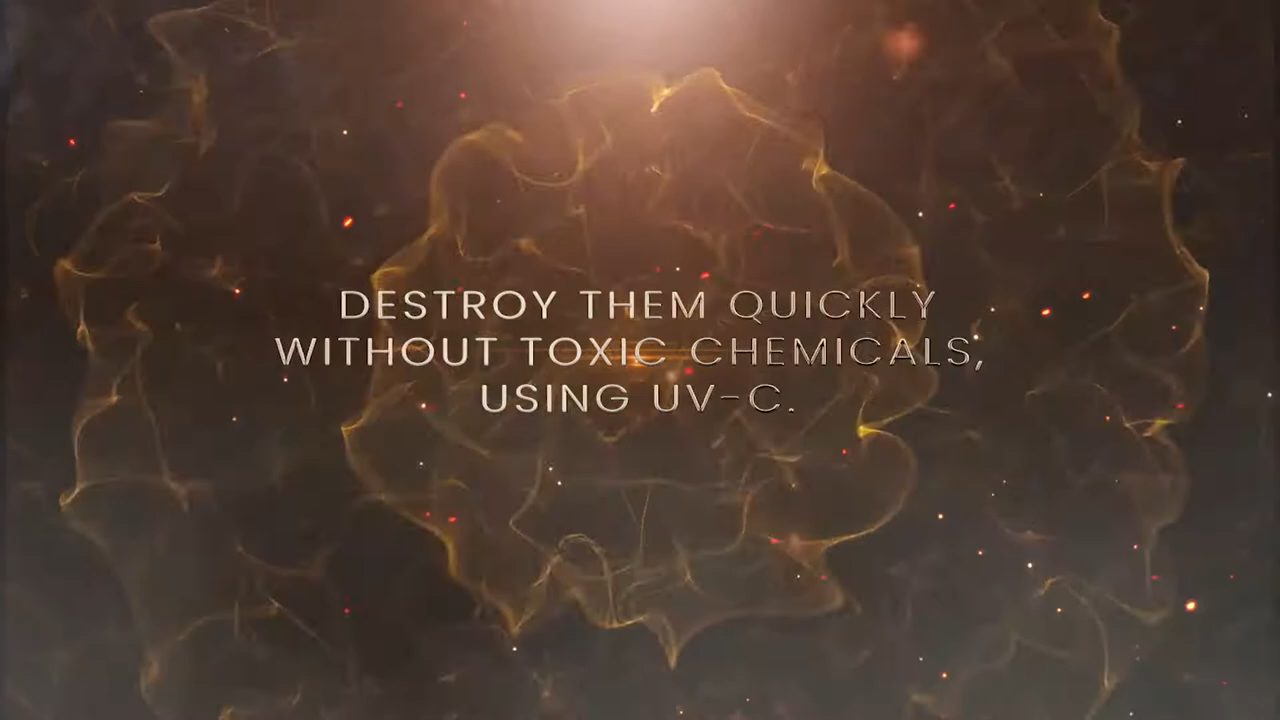 DESTROY THEM QUICKLY
WITHOUT TOXIC CHEMICALS,
USING UV-C.